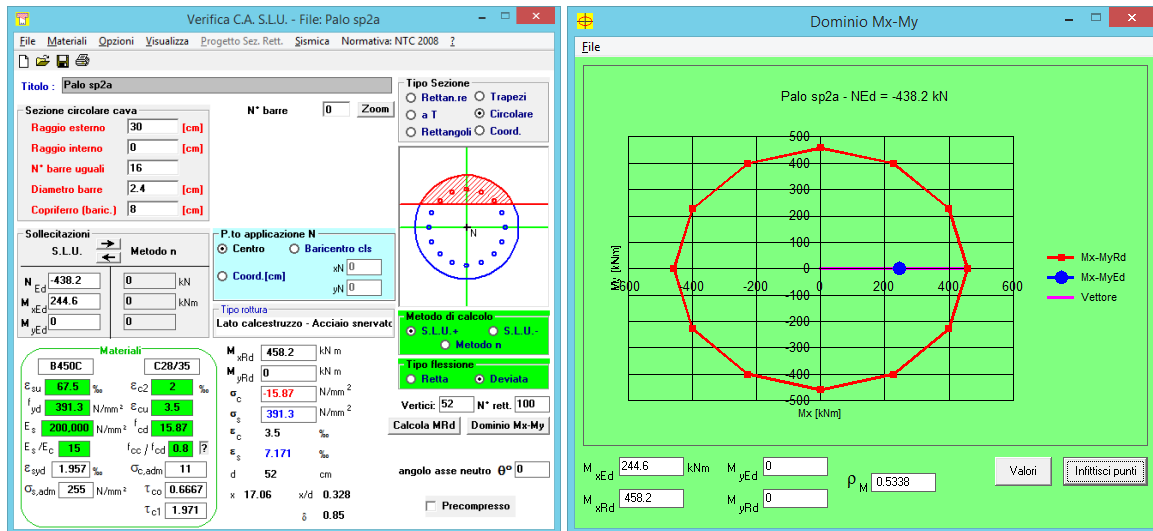 Verifica C.A. S.L.U. - File: Palo sp2a
File Materiali Opzioni Visualizza Progetto Sez. Rett. Sismica Normativa: NTC 2008 ?
Titolo : Palo sp2a
Sezione circolare cava
Raggio esterno 30 [cm]
Raggio interno 0 [cm]
N° barre uguali 16
Diametro barre 2.4 [cm]
Copriferro (baric.) 8 [cm]
N° barre 0 Zoom
Tipo Sezione
Rettan.re Trapezi
a T Circolare
Rettangoli Coord.
N
Sollecitazioni
S.L.U. Metodo n
N Ed -438.2 0 kN
M xEd 244.6 0 kNm
M yEd 0 0
P.to applicazione N
Centro Baricentro cls
Coord.[cm] xN 0
yN 0
Tipo rottura
Lato calcestruzzo - Acciaio snervato
Metodo di calcolo
S.L.U.+ S.L.U.-
Metodo n
Tipo flessione
Retta Deviata
Vertici: 52 N° rett. 100
Calcola MRd Dominio Mx-My
angolo asse neutro θ° 0
Precompresso
Materiali
B450C C28/35
εsu 67.5 ‰ εc2 2 ‰
fyd 391.3 N/mm² εcu 3.5
Es 200,000 N/mm² fcd 15.87
Es/Ec 15 fcc / fcd 0.8 ?
εsyd 1.957 ‰ σc,adm 11
σs,adm 255 N/mm² τco 0.6667
τc1 1.971
M xRd 458.2 kN m
M yRd 0 kN m
σc -15.87 N/mm²
σs 391.3 N/mm²
εc 3.5 ‰
εs 7.171 ‰
d 52 cm
x 17.06 x/d 0.328
δ 0.85
Dominio Mx-My
File
Palo sp2a - NEd = -438.2 kN
500
400
300
200
100
0
-100
-200
-300
-400
-500
-600 -400 -200 0 200 400 600
Mx [kNm]
Mx-MyRd
Mx-MyEd
Vettore
M xEd 244.6 kNm M yEd 0
M xRd 458.2 M yRd 0
ρ M 0.5338
Valori Infittisci punti